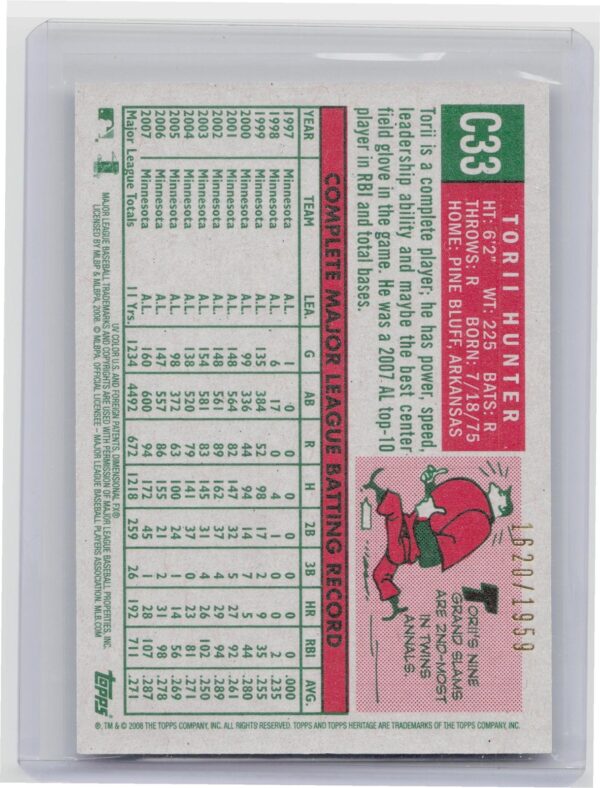 C33
TORII HUNTER
HT: 6'2" WT: 225 BATS: R
THROWS: R BORN: 7/18/75
HOME: PINE BLUFF, ARKANSAS
1620/1959
Torii is a complete player; he has power, speed,
leadership ability and maybe the best center
field glove in the game. He was a 2007 AL top-10
player in RBI and total bases.
TORII'S NINE
GRAND SLAMS
ARE 2ND-MOST
IN TWINS
ANNALS.
COMPLETE MAJOR LEAGUE BATTING RECORD
YEAR TEAM LEA. G AB R H 2B 3B HR RBI AVG.
1997 Minnesota A.L. 1 0 0 0 0 0 0 0 .000
1998 Minnesota A.L. 6 17 0 4 1 0 0 2 .235
1999 Minnesota A.L. 135 384 52 98 17 2 9 35 .255
2000 Minnesota A.L. 99 336 44 94 14 7 5 44 .280
2001 Minnesota A.L. 148 564 82 147 32 5 27 92 .261
2002 Minnesota A.L. 148 561 89 162 37 4 29 94 .289
2003 Minnesota A.L. 154 581 83 145 31 4 26 102 .250
2004 Minnesota A.L. 138 520 79 141 37 0 23 81 .271
2005 Minnesota A.L. 98 372 63 100 24 1 14 56 .269
2006 Minnesota A.L. 147 557 86 155 21 2 31 98 .278
2007 Minnesota A.L. 160 600 94 172 45 1 28 107 .287
Major League Totals 11 Yrs. 1234 4492 672 1218 259 26 192 711 .271
UV COLOR U.S. AND FOREIGN PATENTS. DIMENSIONAL FX®
MAJOR LEAGUE BASEBALL TRADEMARKS AND COPYRIGHTS ARE USED WITH PERMISSION OF MAJOR LEAGUE BASEBALL PROPERTIES, INC.
LICENSED BY MLBP & MLBPA, 2008. © MLBPA. OFFICIAL LICENSEE – MAJOR LEAGUE BASEBALL PLAYERS ASSOCIATION. MLB.COM
topps
®, TM & © 2008 THE TOPPS COMPANY, INC. ALL RIGHTS RESERVED. TOPPS AND TOPPS HERITAGE ARE TRADEMARKS OF THE TOPPS COMPANY, INC.